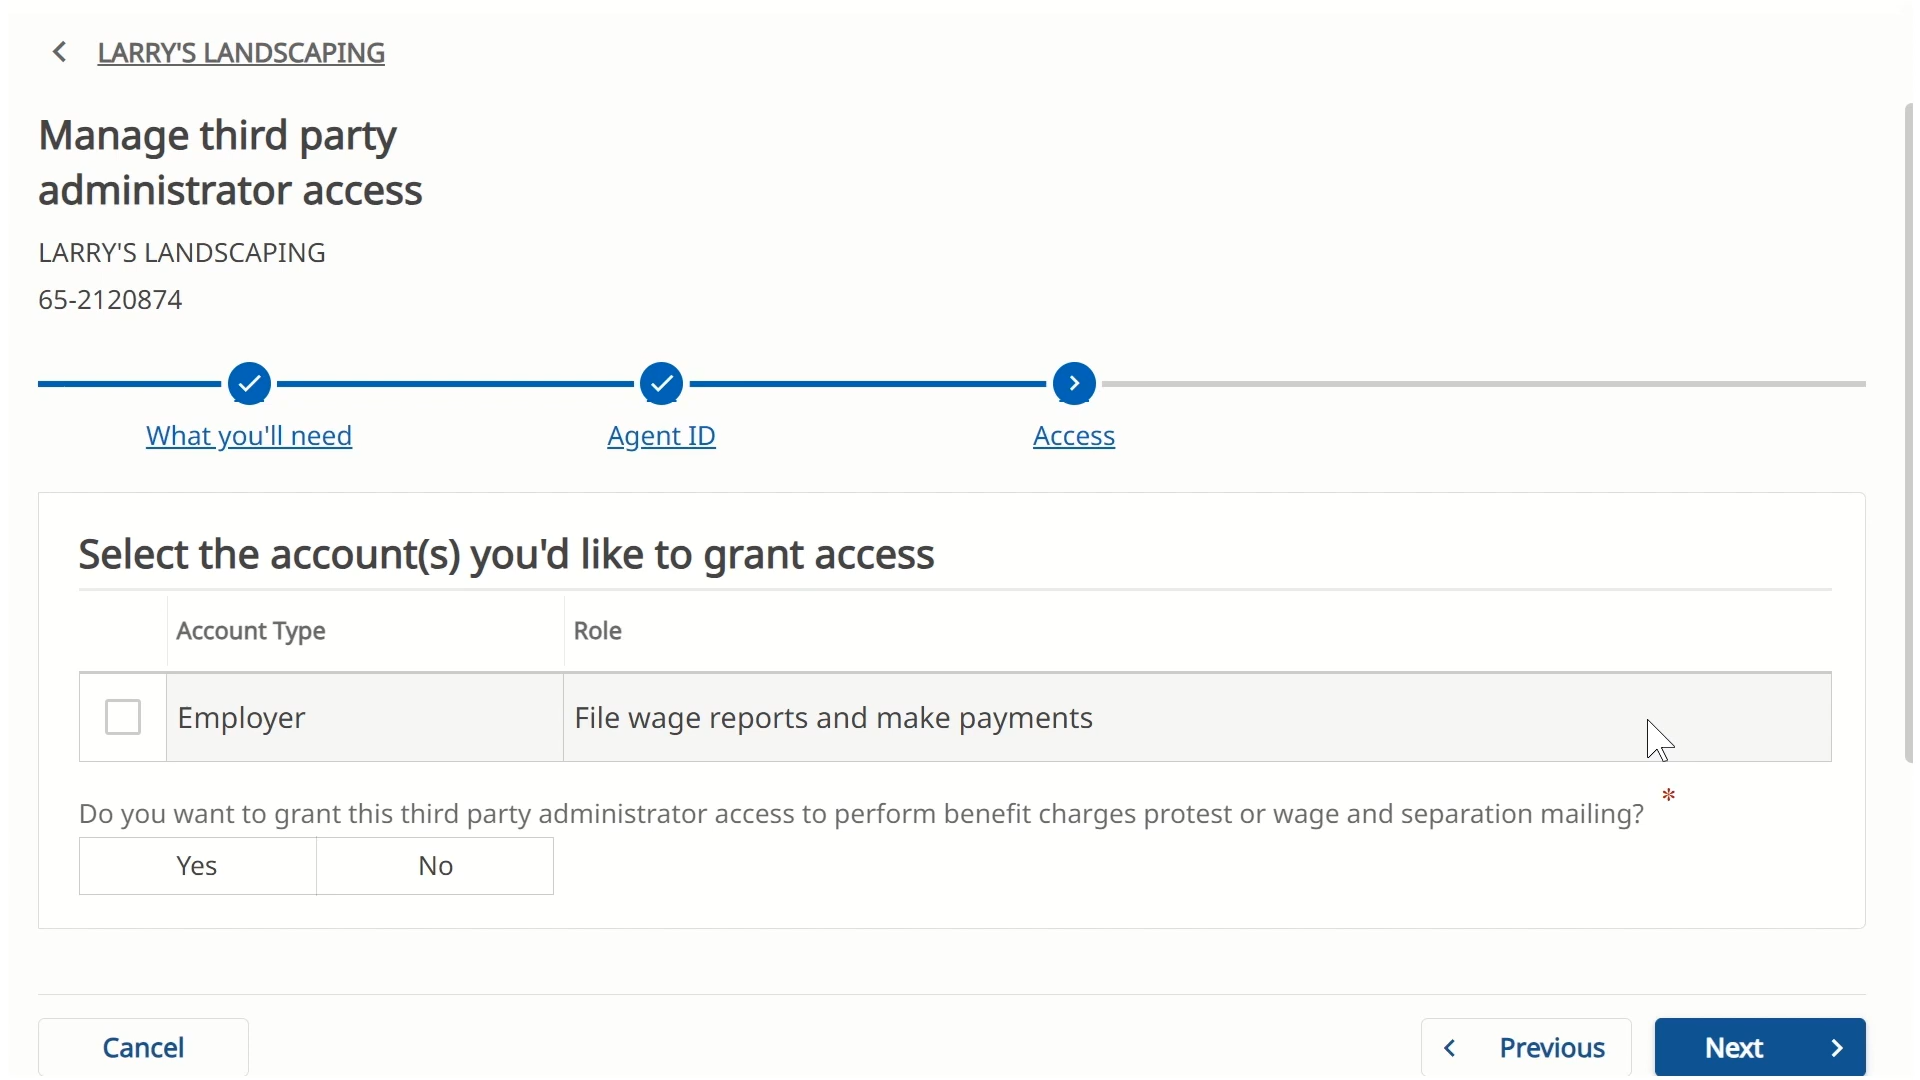 LARRY'S LANDSCAPING
Manage third party
administrator access
LARRY'S LANDSCAPING
65-2120874
What you'll need
Agent ID
Access
Select the account(s) you'd like to grant access
Account Type
Role
Employer
File wage reports and make payments
Do you want to grant this third party administrator access to perform benefit charges protest or wage and separation mailing? *
Yes
No
Cancel
Previous
Next